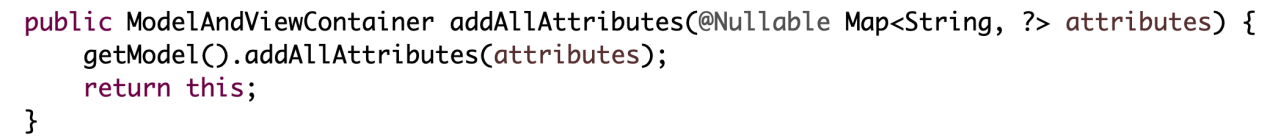 public ModelAndViewContainer addAllAttributes(@Nullable Map<String, ?> attributes) {
    getModel().addAllAttributes(attributes);
    return this;
}